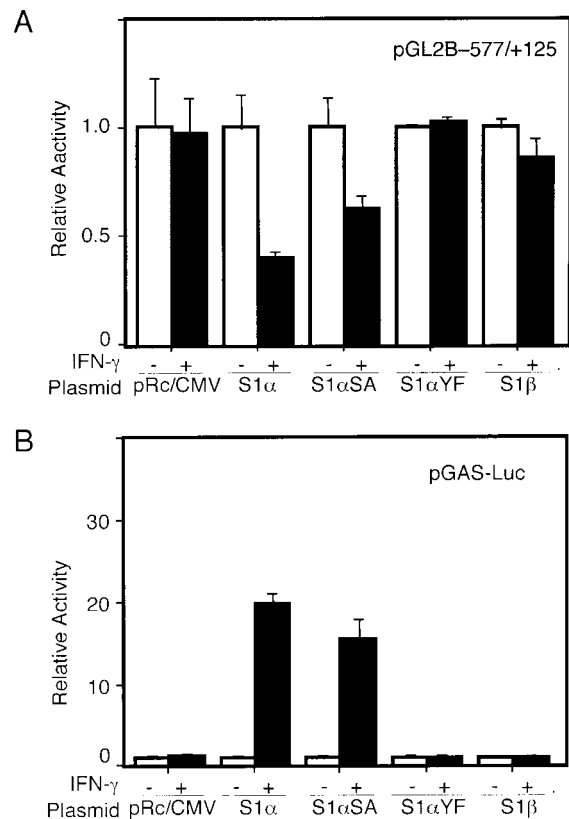 A
pGL2B–577/+125
Relative Aactivity
1.0
0.5
0
IFN-γ - + - + - + - + - +
Plasmid pRc/CMV S1α S1αSA S1αYF S1β
B
pGAS-Luc
Relative Activity
30
20
10
0
IFN-γ - + - + - + - + - +
Plasmid pRc/CMV S1α S1αSA S1αYF S1β